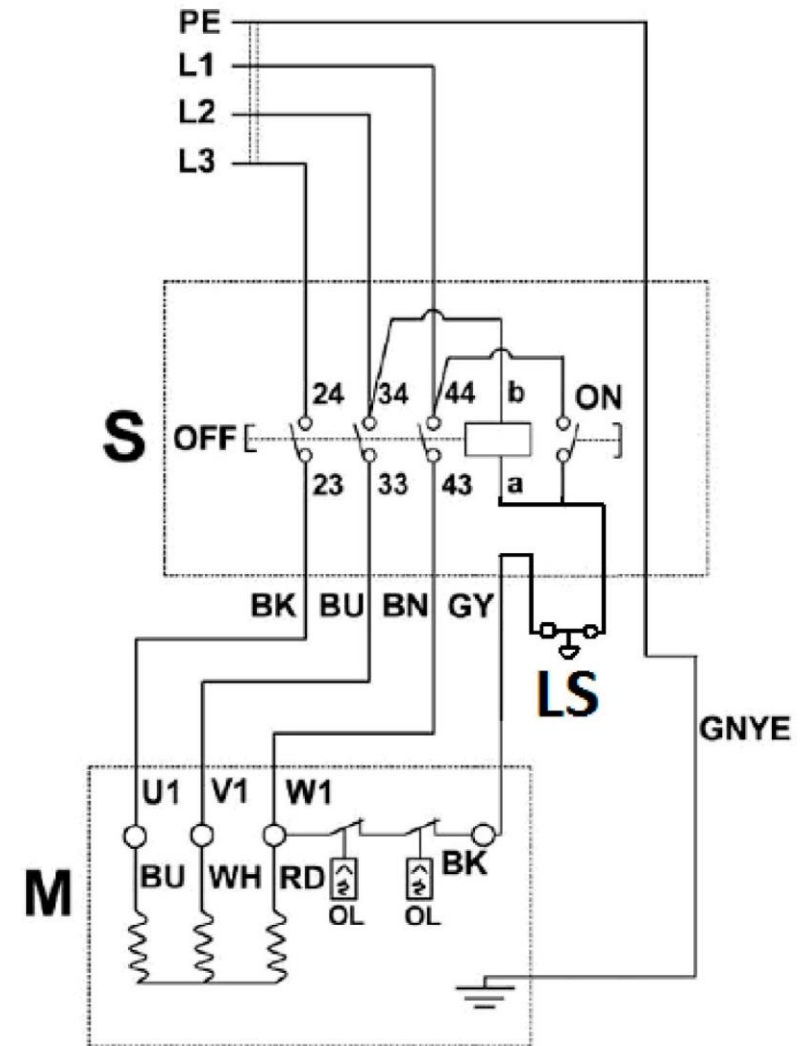 PE
L1
L2
L3
24 34 44 b ON
S OFF
23 33 43 a
BK BU BN GY
LS
GNYE
U1 V1 W1
M BU WH RD BK
OL OL